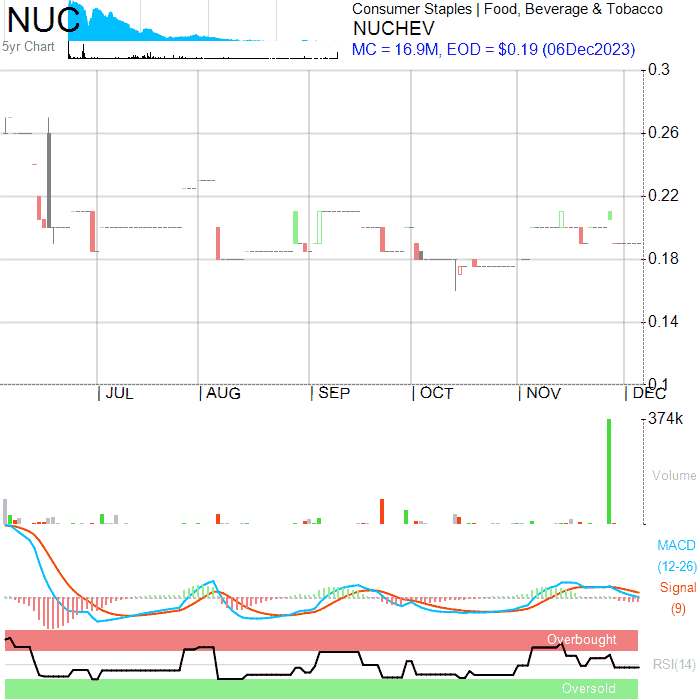 NUC
5yr Chart
Consumer Staples | Food, Beverage & Tobacco
NUCHEV
MC = 16.9M, EOD = $0.19 (06Dec2023)
0.3
0.26
0.22
0.18
0.14
0.1
JUL
AUG
SEP
OCT
NOV
DEC
374k
Volume
MACD
(12-26)
Signal
(9)
Overbought
RSI(14)
Oversold